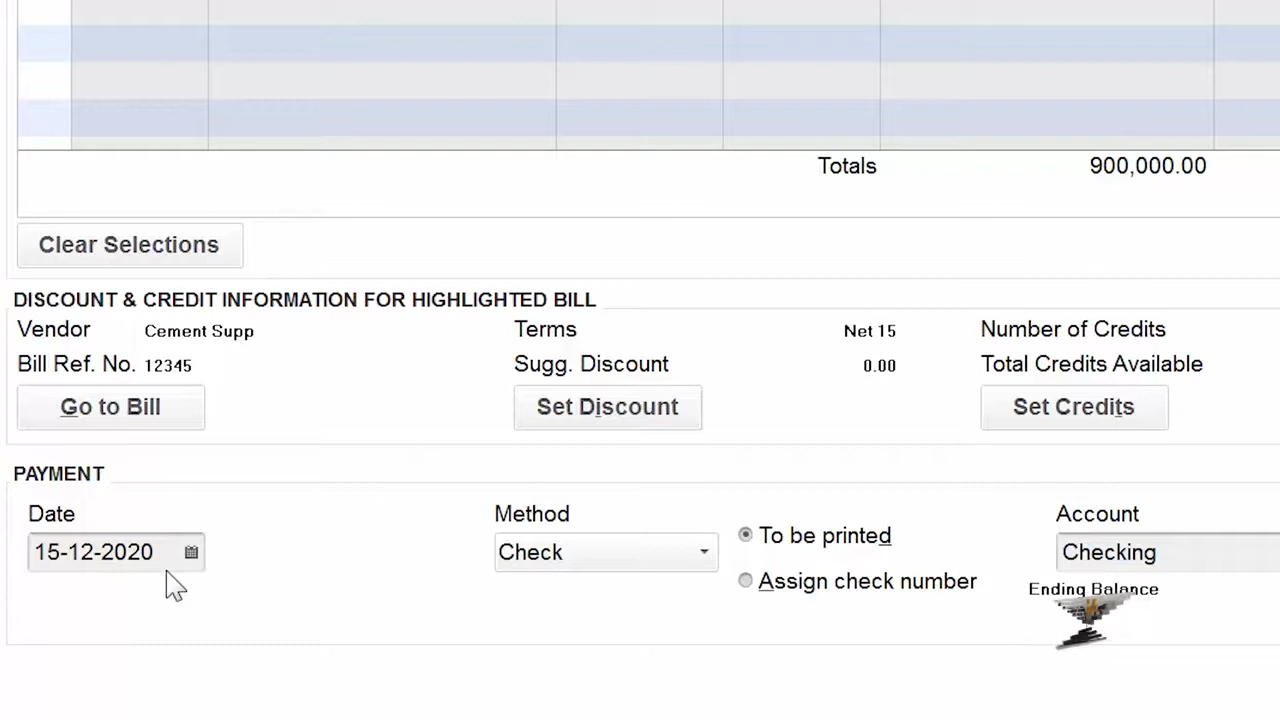 Totals 900,000.00
Clear Selections
DISCOUNT & CREDIT INFORMATION FOR HIGHLIGHTED BILL
Vendor Cement Supp Terms Net 15 Number of Credits
Bill Ref. No. 12345 Sugg. Discount 0.00 Total Credits Available
Go to Bill Set Discount Set Credits
PAYMENT
Date Method Account
15-12-2020 Check To be printed Checking
Assign check number
Ending Balance